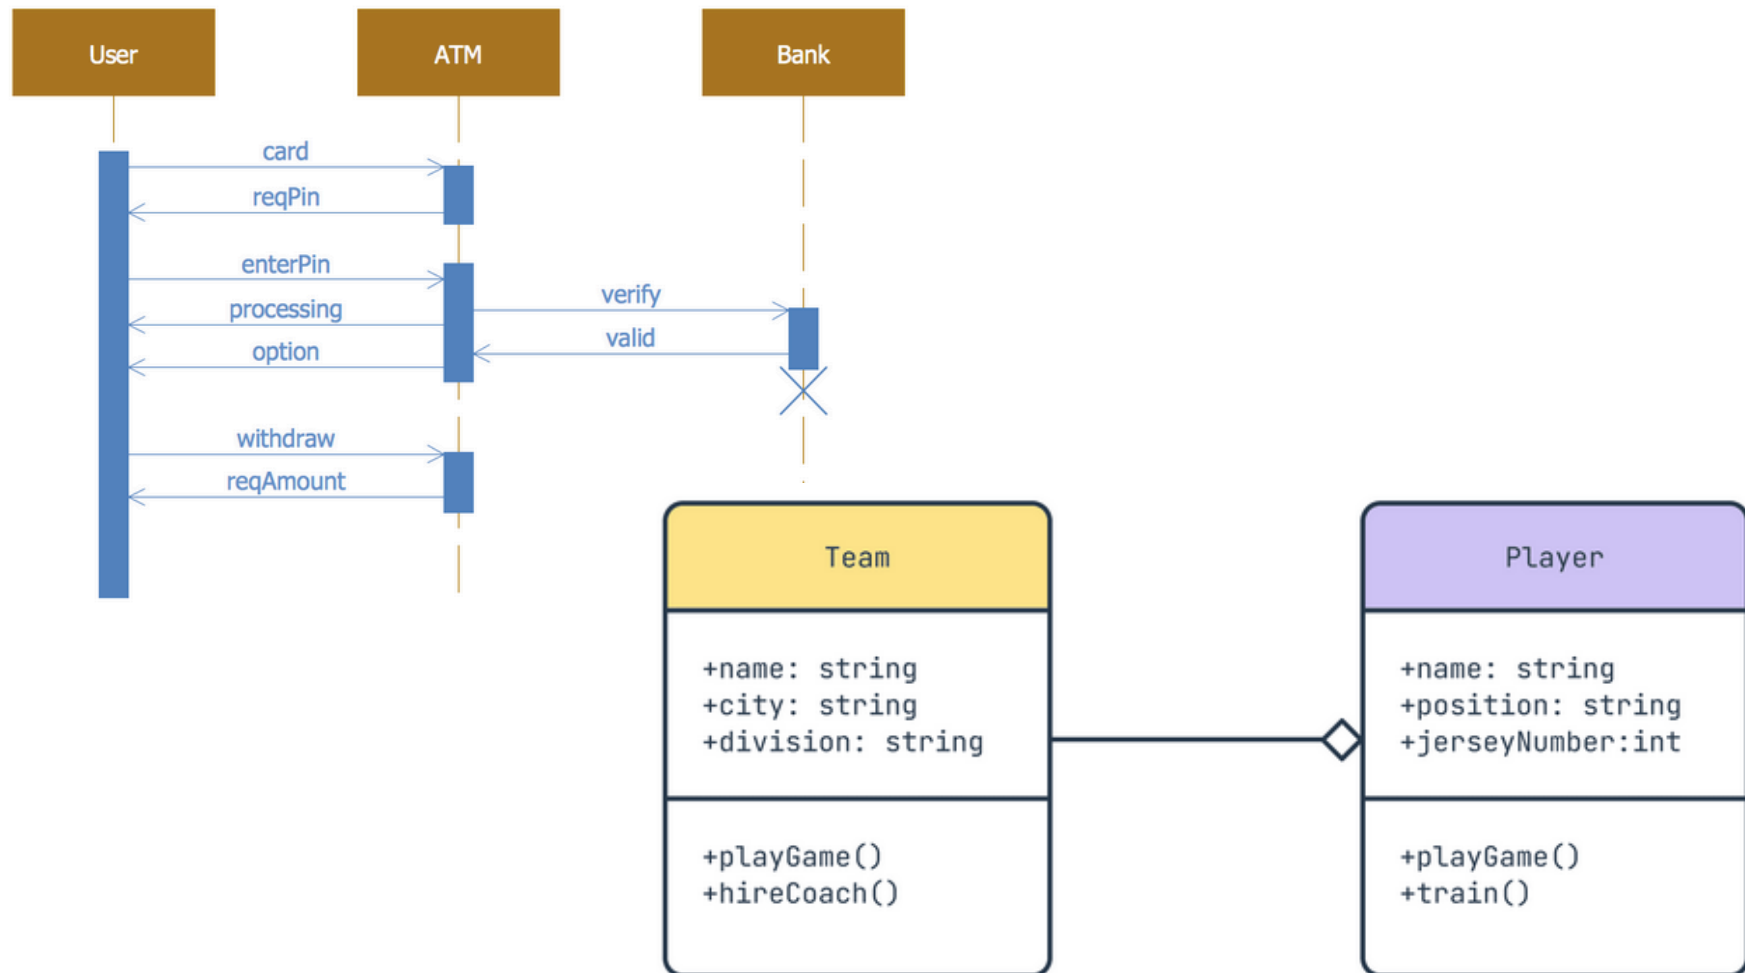 User
ATM
Bank
card
reqPin
enterPin
verify
processing
valid
option
withdraw
reqAmount
Team
+name: string
+city: string
+division: string
+playGame()
+hireCoach()
Player
+name: string
+position: string
+jerseyNumber:int
+playGame()
+train()